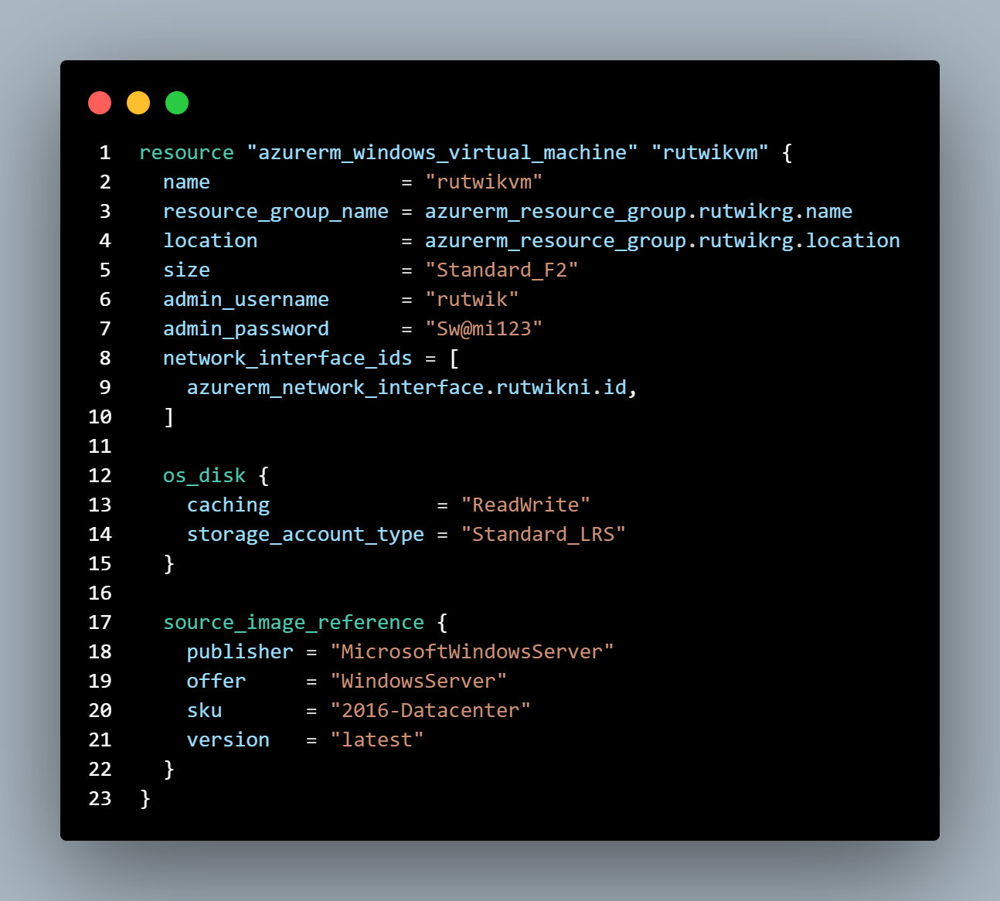 1 resource "azurerm_windows_virtual_machine" "rutwikvm" {
2   name                = "rutwikvm"
3   resource_group_name = azurerm_resource_group.rutwikrg.name
4   location            = azurerm_resource_group.rutwikrg.location
5   size                = "Standard_F2"
6   admin_username      = "rutwik"
7   admin_password      = "Sw@mi123"
8   network_interface_ids = [
9     azurerm_network_interface.rutwikni.id,
10   ]
11
12   os_disk {
13     caching              = "ReadWrite"
14     storage_account_type = "Standard_LRS"
15   }
16
17   source_image_reference {
18     publisher = "MicrosoftWindowsServer"
19     offer     = "WindowsServer"
20     sku       = "2016-Datacenter"
21     version   = "latest"
22   }
23 }